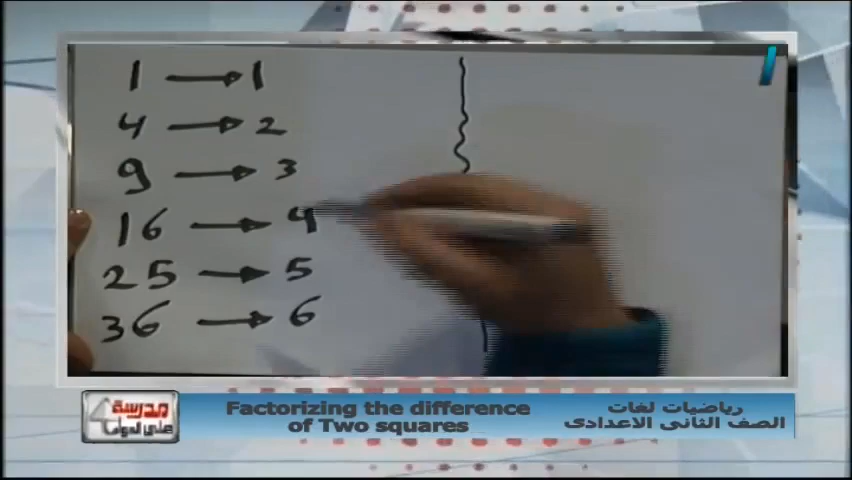 1 → 1
4 → 2
9 → 3
16 → 4
25 → 5
36 → 6
مدرسة
على الهواء
Factorizing the difference
of Two squares
رياضيات لغات
الصف الثانى الاعدادى